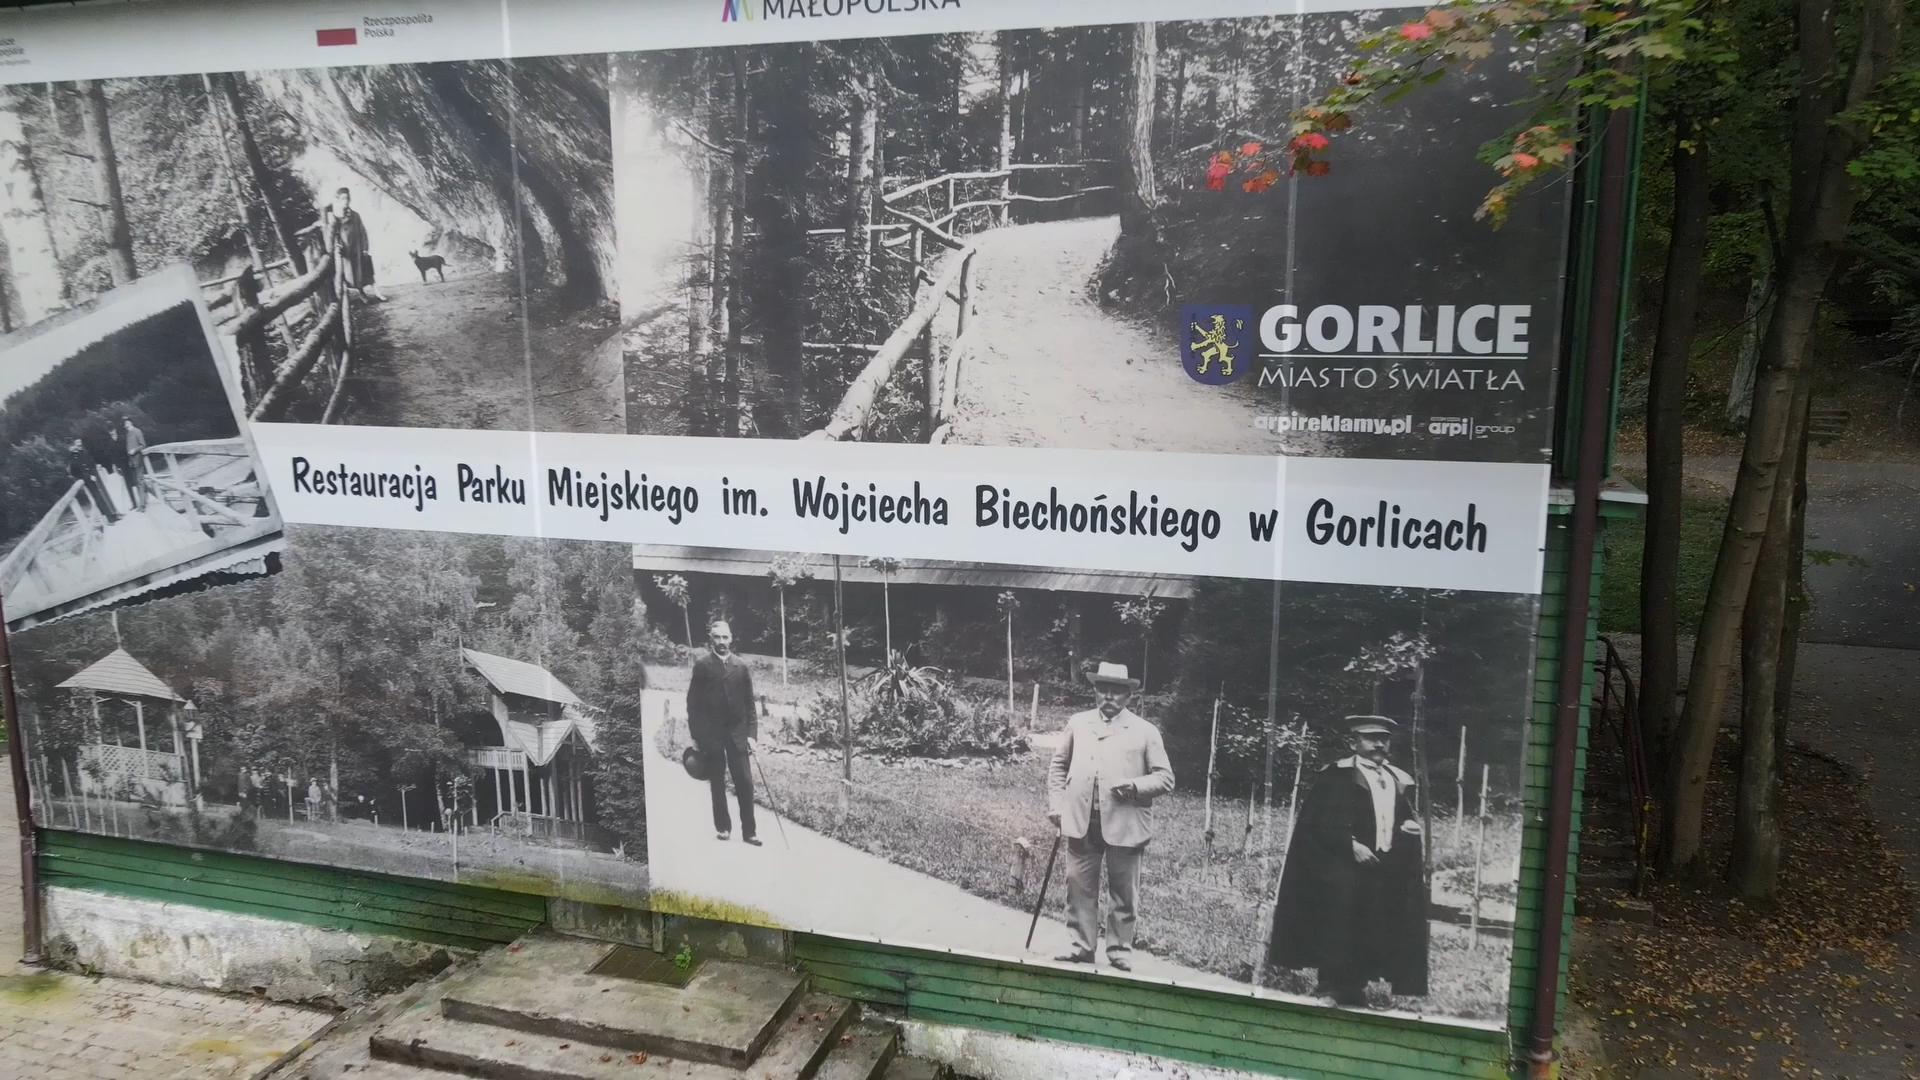 Rzeczpospolita
Polska
MAŁOPOLSKA
GORLICE
MIASTO ŚWIATŁA
arpireklamy.pl arpi group
Restauracja Parku Miejskiego im. Wojciecha Biechońskiego w Gorlicach